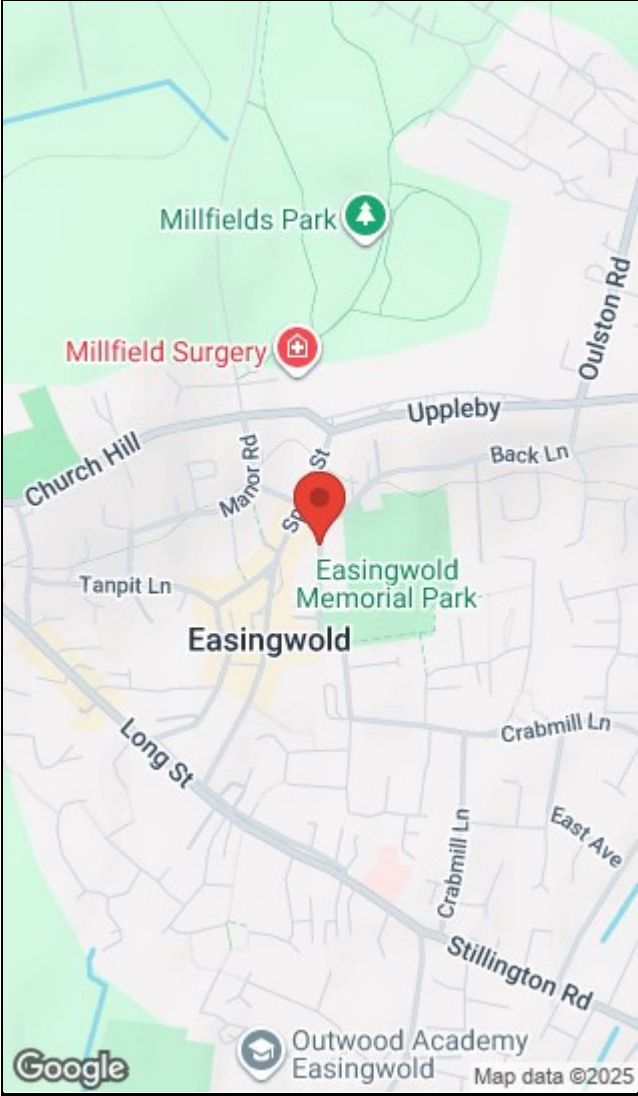 Millfields Park
Oulston Rd
Millfield Surgery
Uppleby
Church Hill
Manor Rd
St
Back Ln
Tanpit Ln
Easingwold
Memorial Park
Easingwold
Long St
Crabmill Ln
East Ave
Crabmill Ln
Stillington Rd
Outwood Academy
Easingwold
Google
Map data ©2025